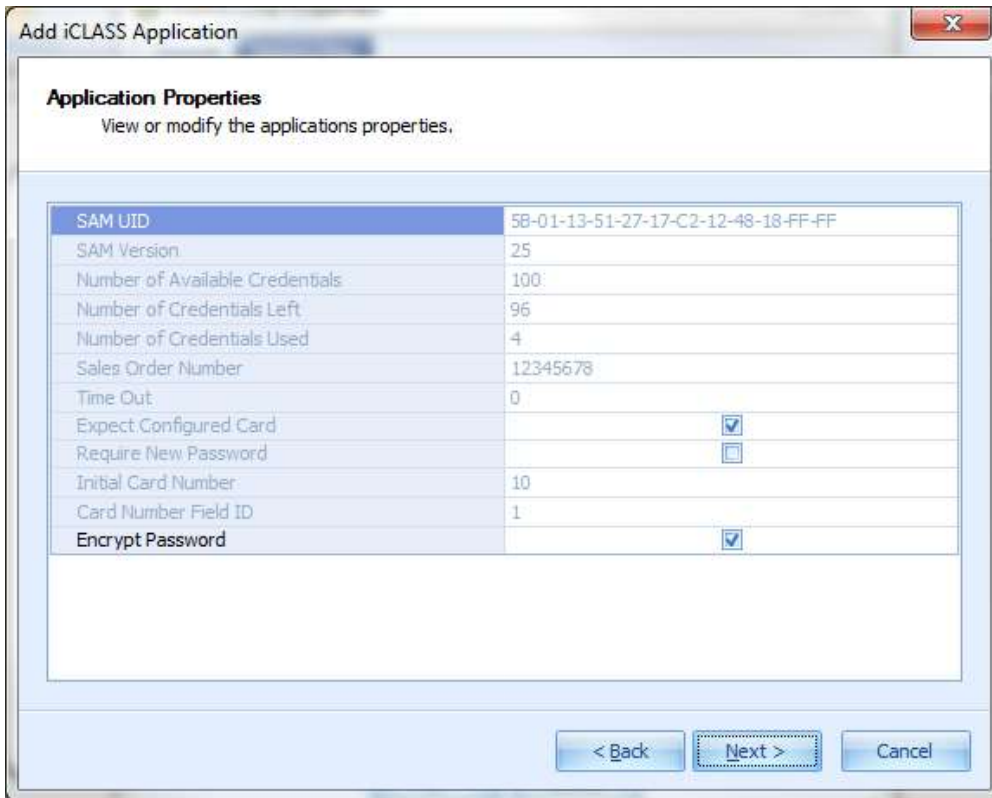 Add iCLASS Application
Application Properties
View or modify the applications properties.
SAM UID 5B-01-13-51-27-17-C2-12-48-18-FF-FF
SAM Version 25
Number of Available Credentials 100
Number of Credentials Left 96
Number of Credentials Used 4
Sales Order Number 12345678
Time Out 0
Expect Configured Card
Require New Password
Initial Card Number 10
Card Number Field ID 1
Encrypt Password
< Back Next > Cancel